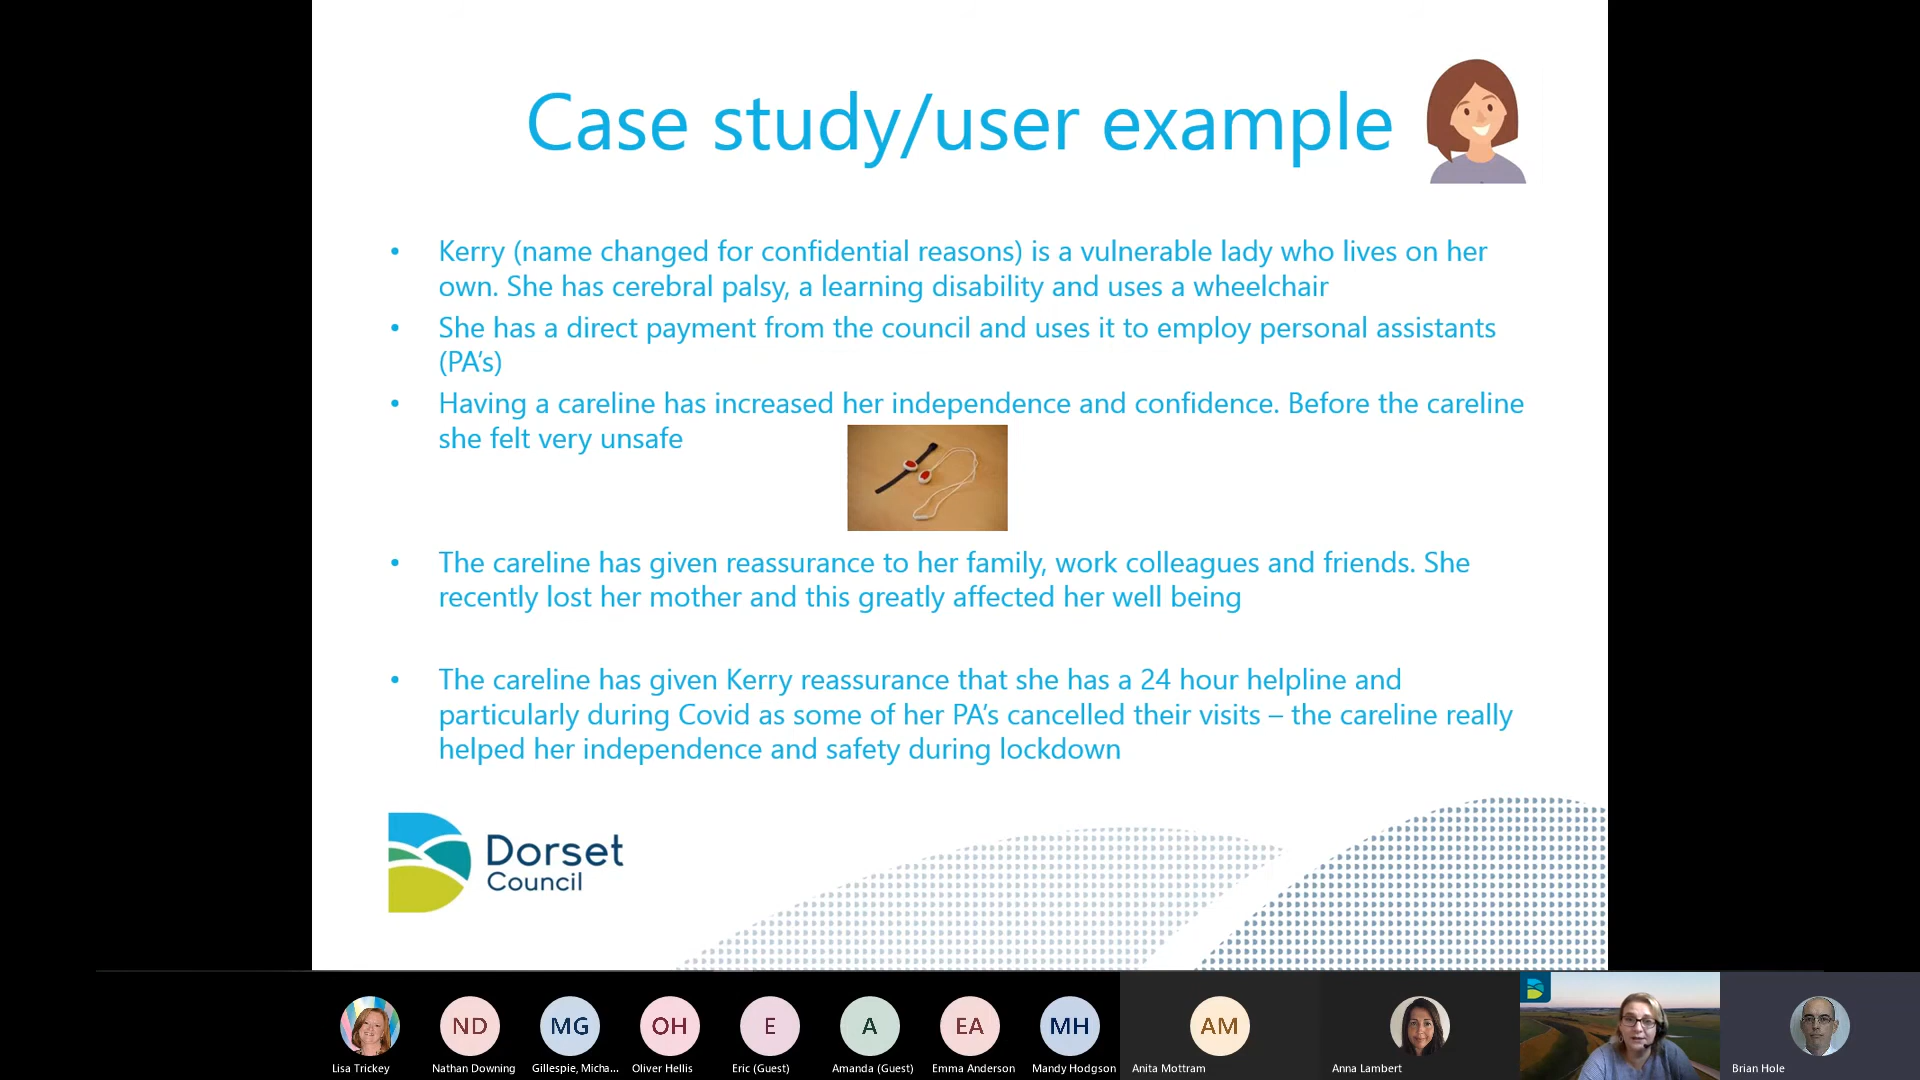 Case study/user example
• Kerry (name changed for confidential reasons) is a vulnerable lady who lives on her
own. She has cerebral palsy, a learning disability and uses a wheelchair
• She has a direct payment from the council and uses it to employ personal assistants
(PA’s)
• Having a careline has increased her independence and confidence. Before the careline
she felt very unsafe
• The careline has given reassurance to her family, work colleagues and friends. She
recently lost her mother and this greatly affected her well being
• The careline has given Kerry reassurance that she has a 24 hour helpline and
particularly during Covid as some of her PA’s cancelled their visits – the careline really
helped her independence and safety during lockdown
Dorset
Council
ND MG OH E A EA MH AM
Lisa Trickey Nathan Downing Gillespie, Micha... Oliver Hellis Eric (Guest) Amanda (Guest) Emma Anderson Mandy Hodgson Anita Mottram Anna Lambert Brian Hole